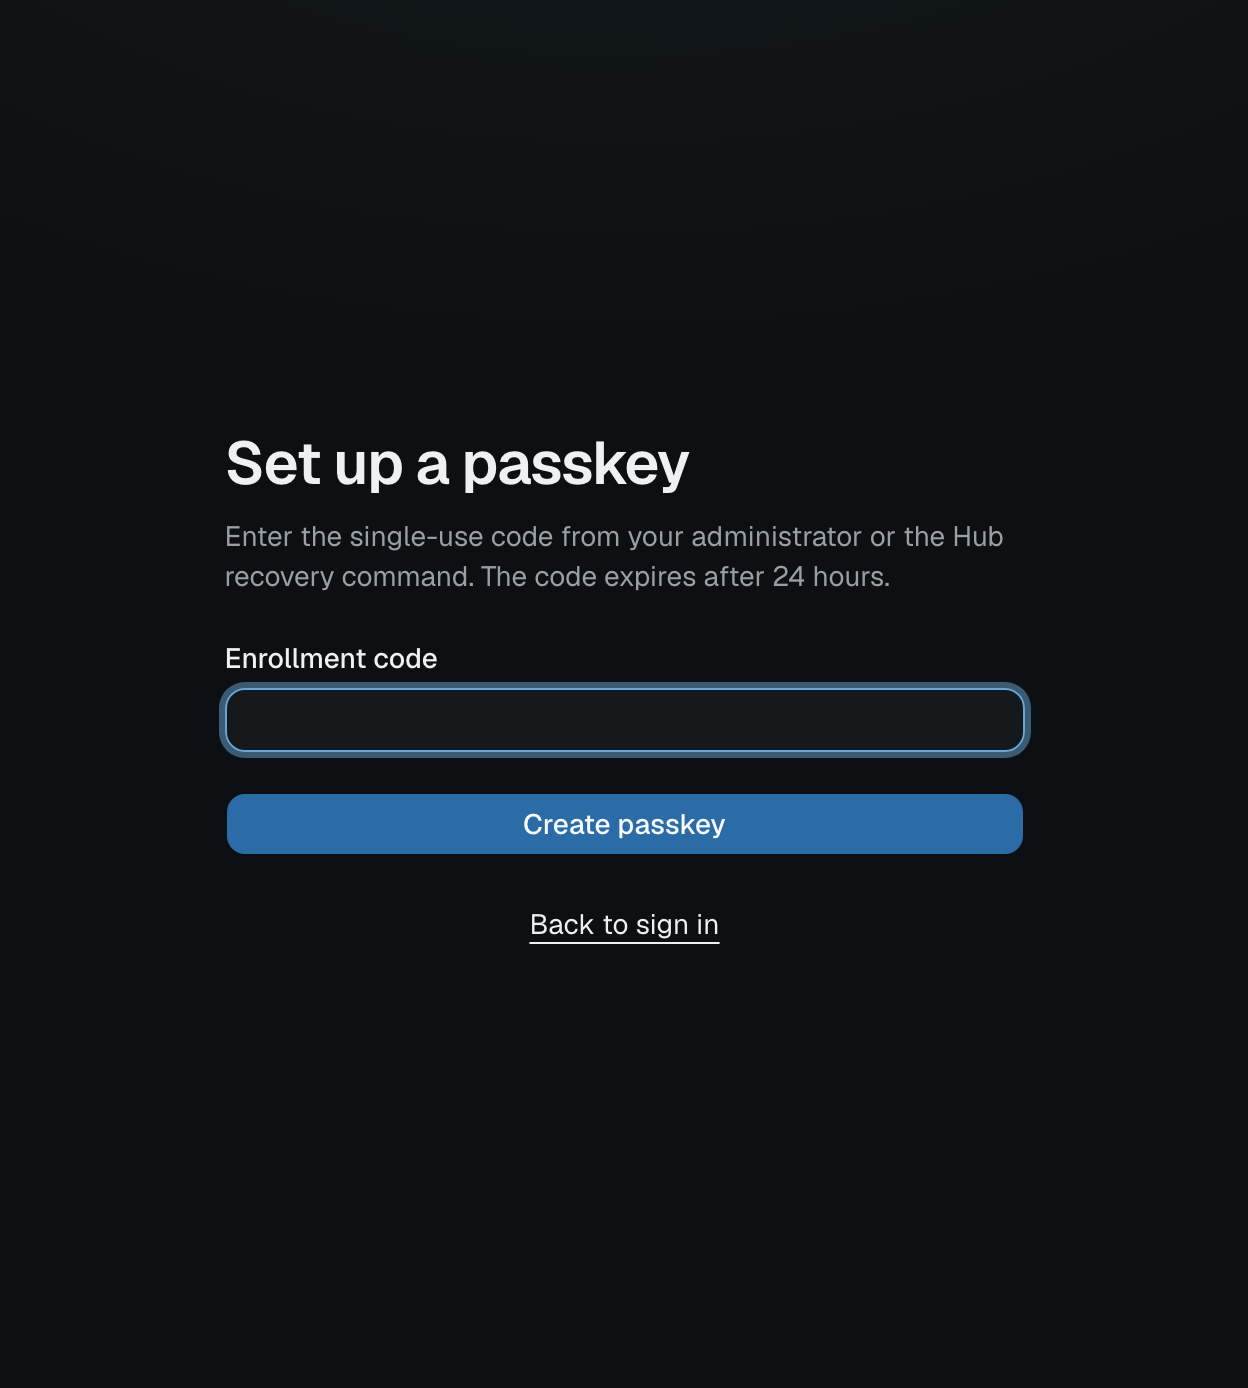 Set up a passkey
Enter the single-use code from your administrator or the Hub
recovery command. The code expires after 24 hours.
Enrollment code
Create passkey
Back to sign in